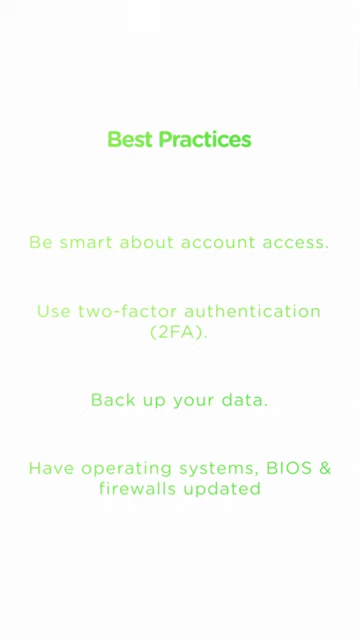 Best Practices
Be smart about account access.
Use two-factor authentication
(2FA).
Back up your data.
Have operating systems, BIOS &
firewalls updated